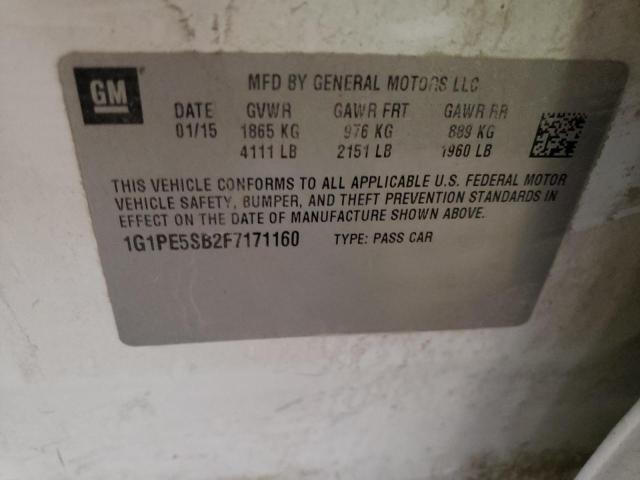 GM MFD BY GENERAL MOTORS LLC
DATE GVWR GAWR FRT GAWR RR
01/15 1865 KG 976 KG 889 KG
4111 LB 2151 LB 1960 LB
THIS VEHICLE CONFORMS TO ALL APPLICABLE U.S. FEDERAL MOTOR
VEHICLE SAFETY, BUMPER, AND THEFT PREVENTION STANDARDS IN
EFFECT ON THE DATE OF MANUFACTURE SHOWN ABOVE.
1G1PE5SB2F7171160 TYPE: PASS CAR